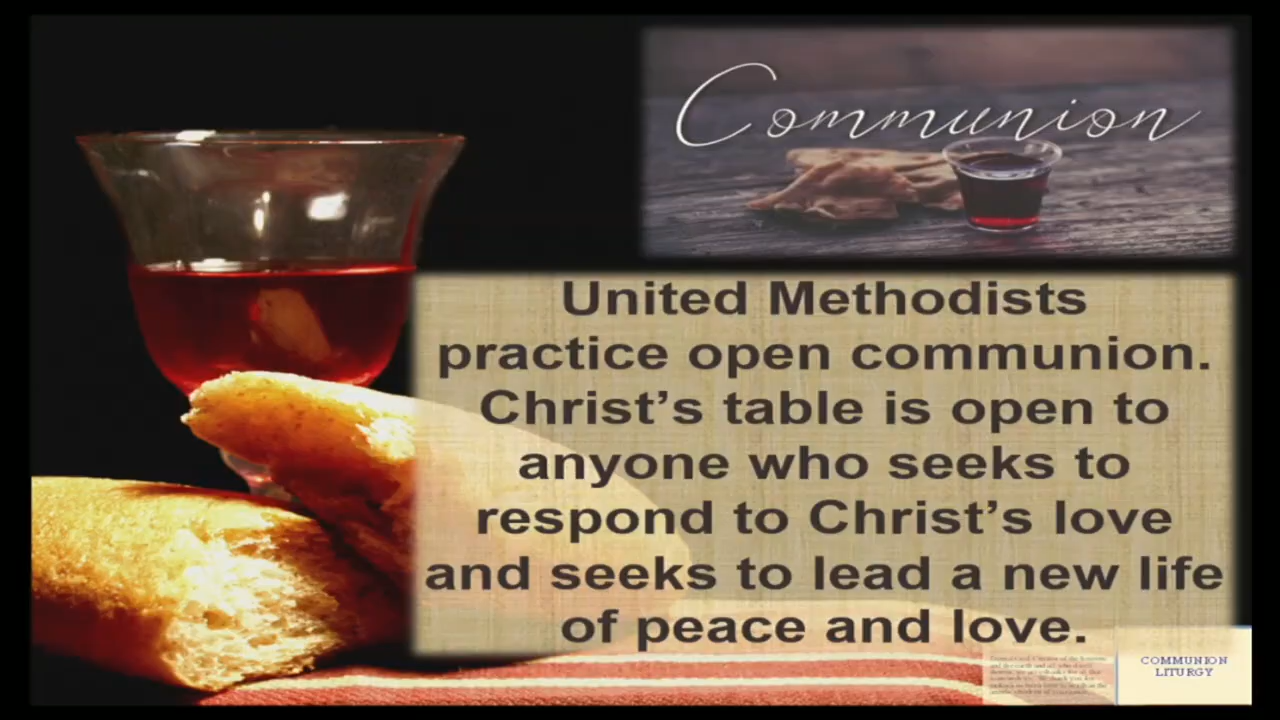 Communion
United Methodists
practice open communion.
Christ’s table is open to
anyone who seeks to
respond to Christ’s love
and seeks to lead a new life
of peace and love.
COMMUNION
LITURGY